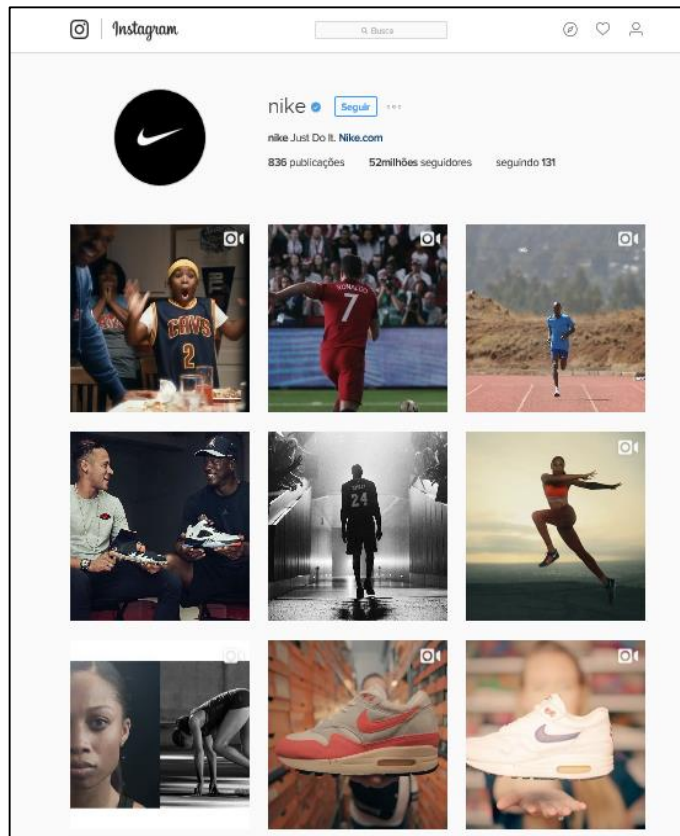 Instagram
Busca
nike Seguir
nike Just Do It. Nike.com
836 publicações 52milhões seguidores seguindo 131
CAVS
2
RONALDO
7
24